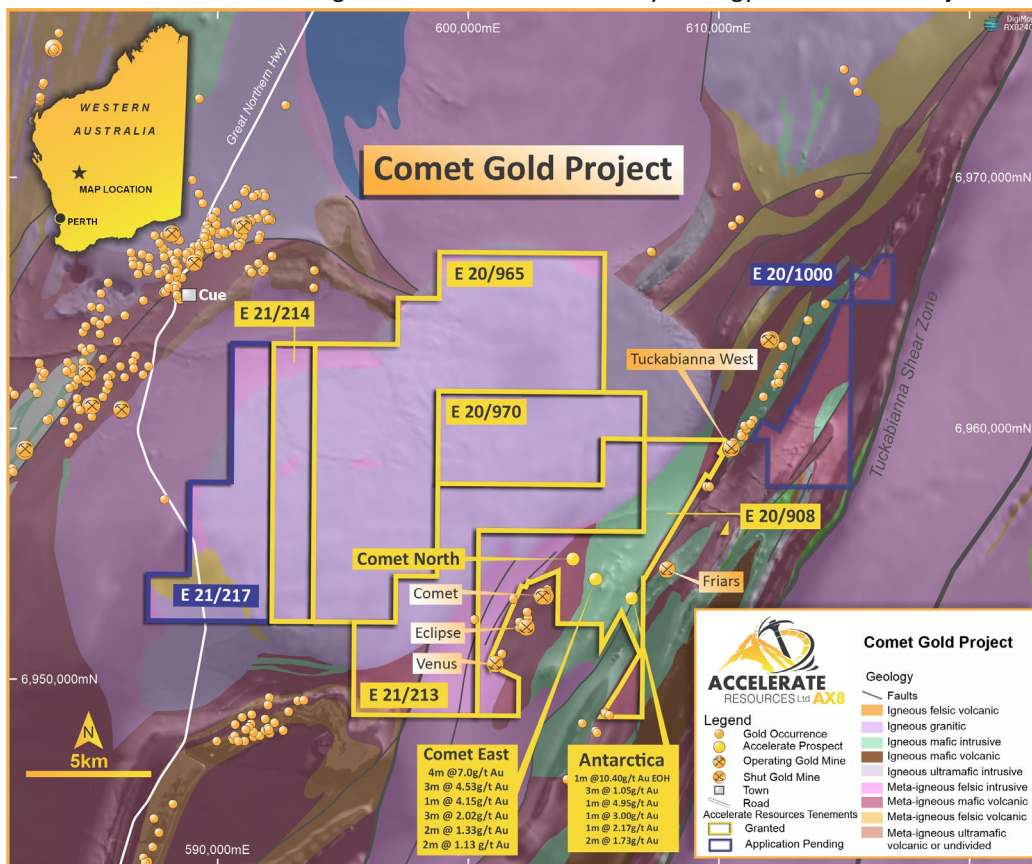 600,000mE
610,000mE
DigiMap
Great Northern Hwy
WESTERN
AUSTRALIA
MAP LOCATION
PERTH
Comet Gold Project
6,970,000mN
E 20/965
E 20/1000
Cue
E 21/214
Tuckabianna West
Tuckabianna Shear Zone
E 20/970
6,960,000mN
E 20/908
Comet North
E 21/217
Comet
Friars
Eclipse
Venus
6,950,000mN
E 21/213
N
5km
Comet East
4m @7.0g/t Au
3m @ 4.53g/t Au
1m @ 4.15g/t Au
3m @ 2.02g/t Au
2m @ 1.33g/t Au
2m @ 1.13 g/t Au
Antarctica
1m @10.40g/t Au EOH
3m @ 1.05g/t Au
1m @ 4.95g/t Au
1m @ 3.00g/t Au
1m @ 2.17g/t Au
2m @ 1.73g/t Au
590,000mE
ACCELERATE
RESOURCES Ltd AX8
Legend
Gold Occurrence
Accelerate Prospect
Operating Gold Mine
Shut Gold Mine
Town
Road
Accelerate Resources Tenements
Granted
Application Pending
Comet Gold Project
Geology
Faults
Igneous felsic volcanic
Igneous granitic
Igneous mafic intrusive
Igneous mafic volcanic
Igneous ultramafic intrusive
Meta-igneous felsic intrusive
Meta-igneous mafic volcanic
Meta-igneous felsic volcanic
Meta-igneous ultramafic
volcanic or undivided